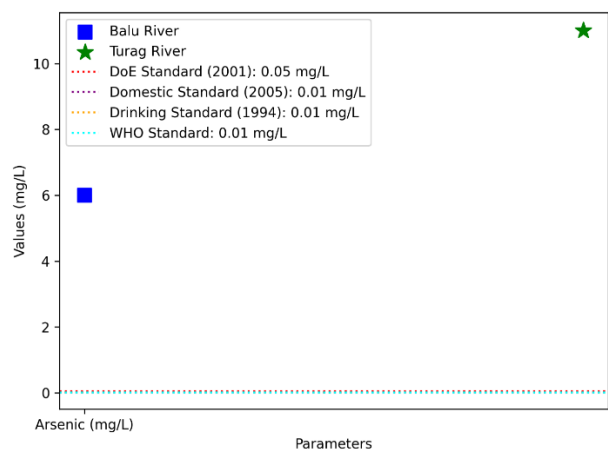 Balu River
Turag River
DoE Standard (2001): 0.05 mg/L
Domestic Standard (2005): 0.01 mg/L
Drinking Standard (1994): 0.01 mg/L
WHO Standard: 0.01 mg/L
Values (mg/L)
10
8
6
4
2
0
Arsenic (mg/L)
Parameters